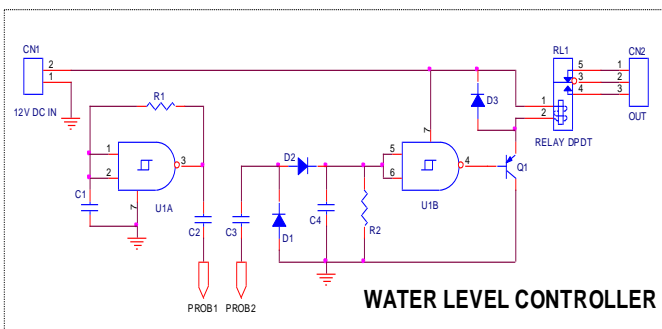 CN1
2
1
12V DC IN
R1
1
2
3
7
U1A
C1
C2
C3
PROB1
PROB2
D2
D1
C4
R2
5
6
7
4
U1B
D3
Q1
RL1
5
3
4
1
2
RELAY DPDT
CN2
1
2
3
OUT
WATER LEVEL CONTROLLER